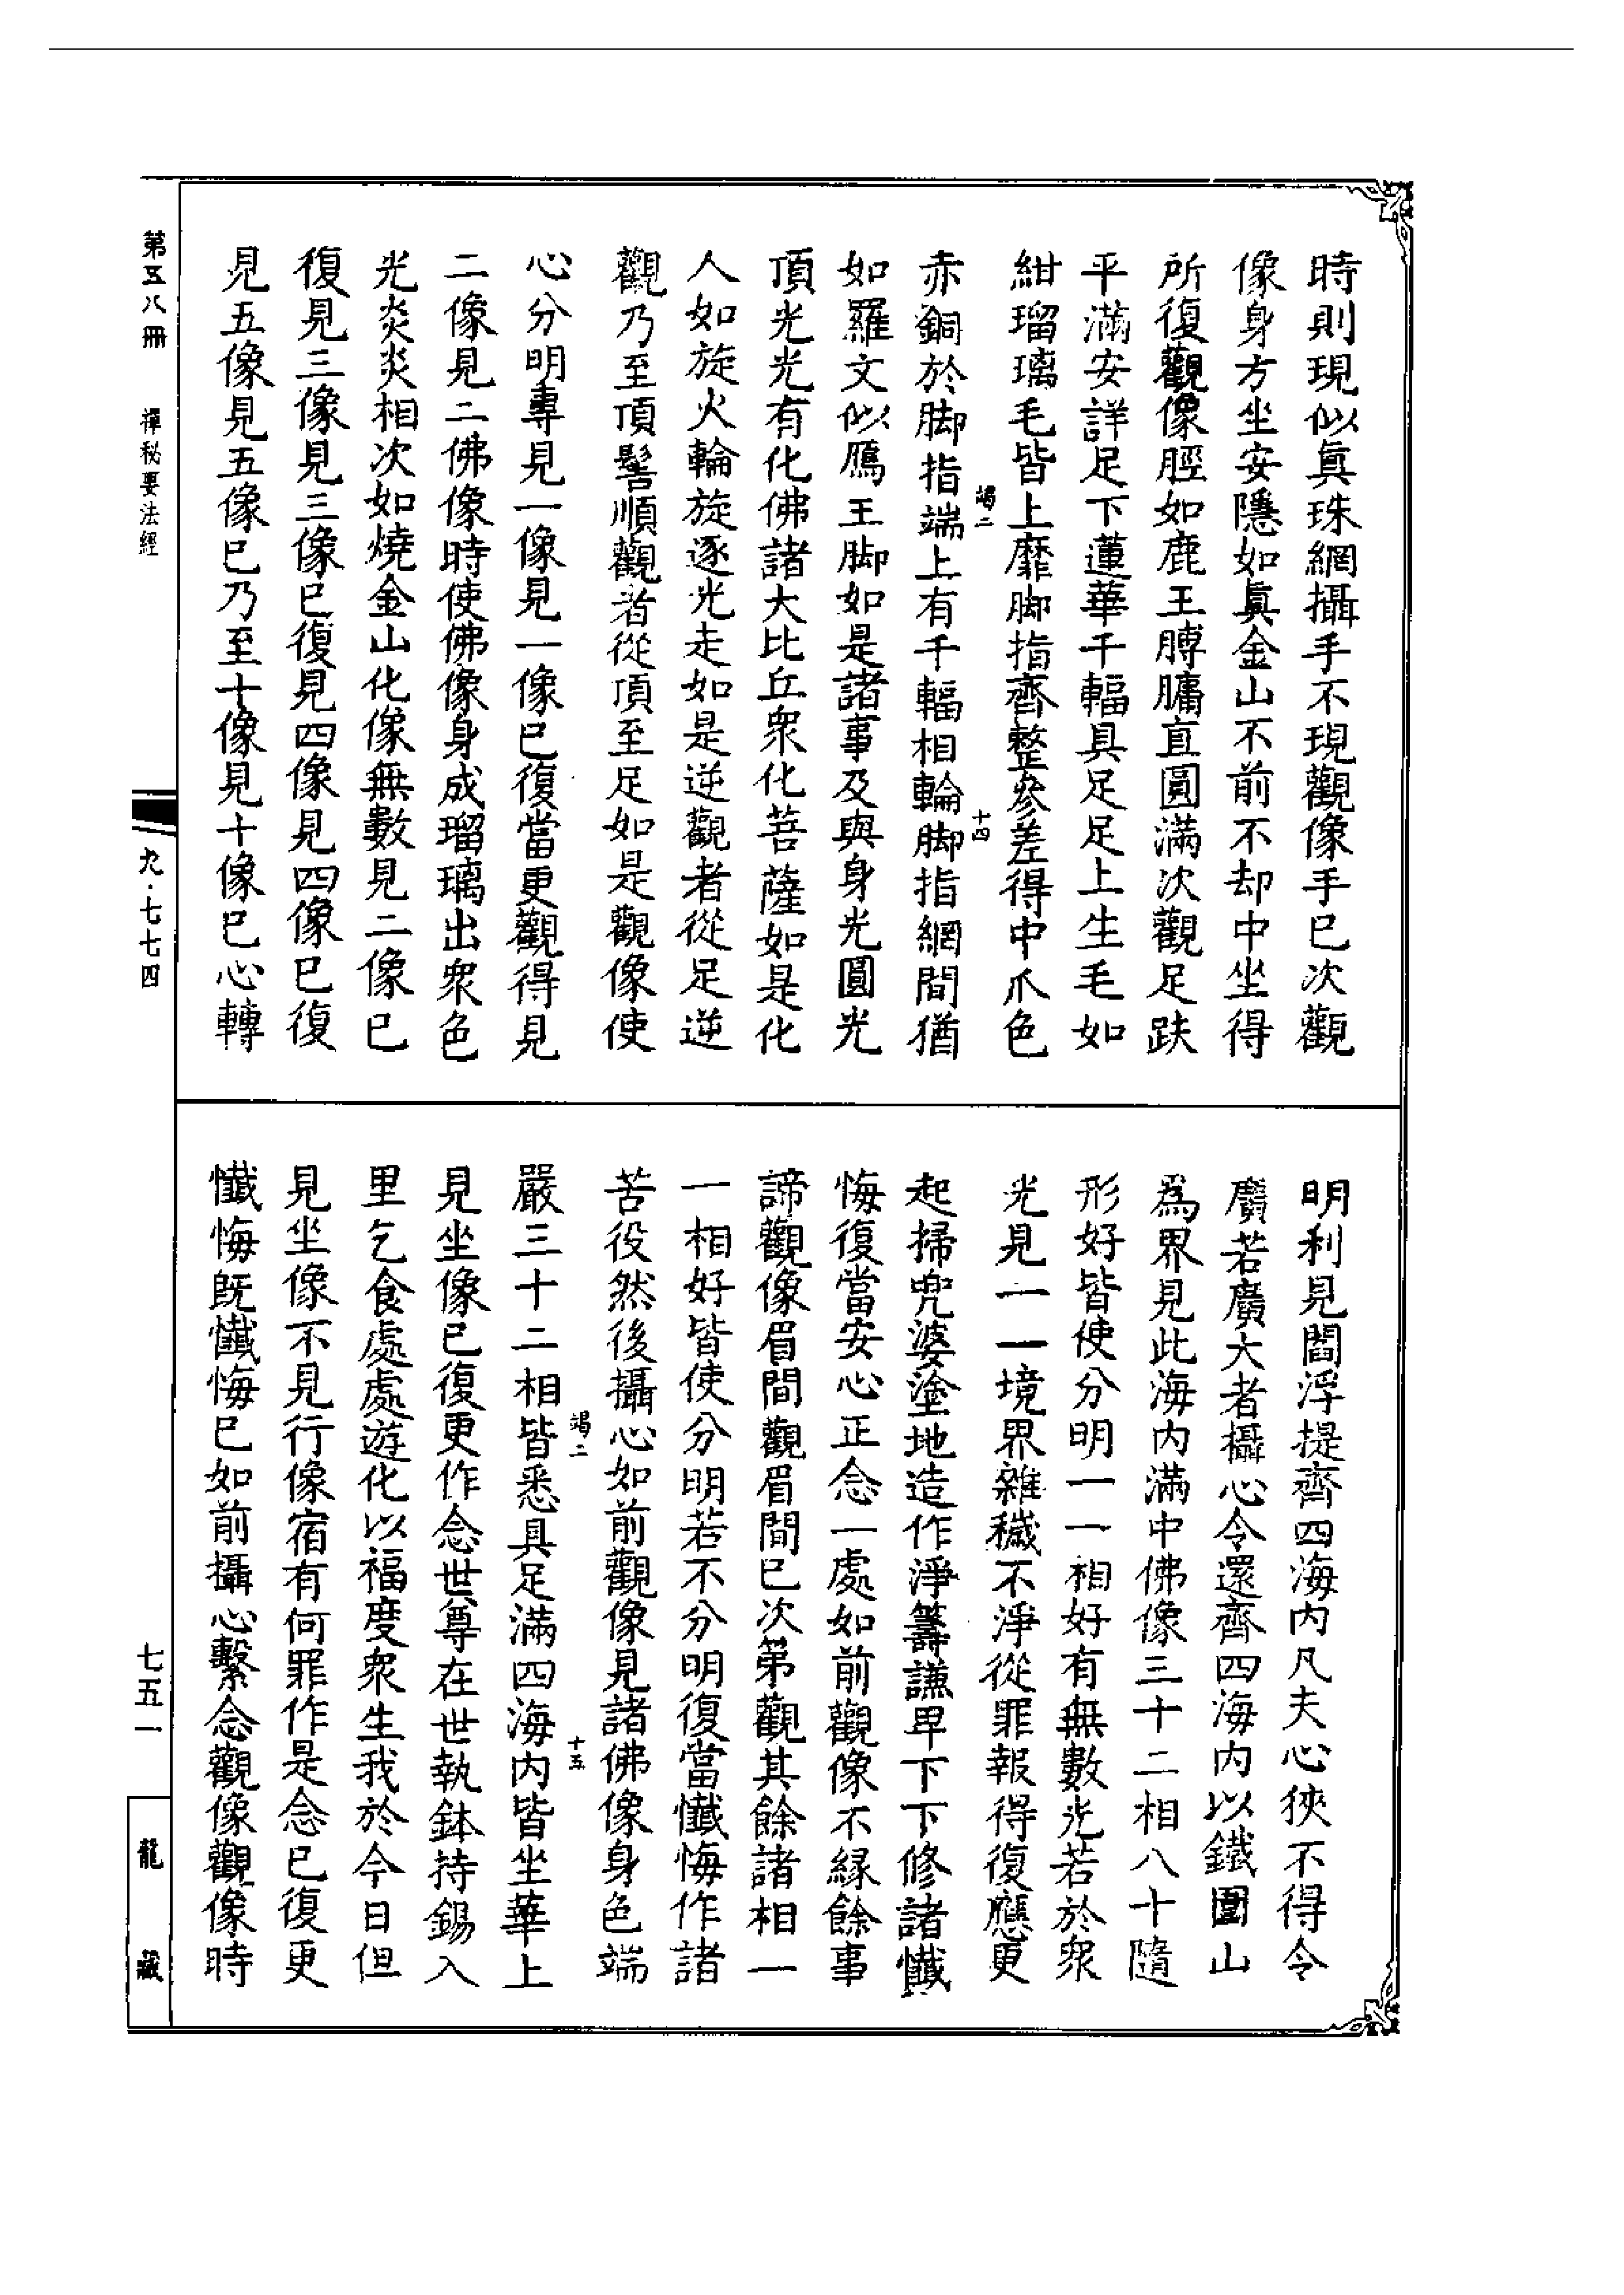 時則現似真珠網攝手不現觀像手已次觀
像身方坐安隱如真金山不前不却中坐得
所復觀像脛如鹿王腨𦟛直圓滿次觀足趺
平滿安詳足下蓮華千輻具足足上生毛如
紺瑠璃毛皆上靡脚指齊整參差得中爪色
赤銅於脚指端上有千輻相輪脚指網間猶
竭二
十四
如羅文似鴈王脚如是諸事及與身光圓光
頂光光有化佛諸大比丘衆化菩薩如是化
人如旋火輪旋逐光走如是逆觀者從足逆
觀乃至頂髻順觀者從頂至足如是觀像使
心分明專見一像見一像已復當更觀得見
二像見二佛像時使佛像身成瑠璃出衆色
光焱焱相次如燒金山化像無數見二像已
復見三像見三像已復見四像見四像已復
見五像見五像已乃至十像見十像已心轉
明利見閻浮提齊四海內凡夫心狹不得令
廣若廣大者攝心令還齊四海內以鐵圍山
為界見此海內滿中佛像三十二相八十隨
形好皆使分明一一相好有無數光若於衆
光見一一境界雜穢不淨從罪報得復應更
起掃兜婆塗地造作淨籌謙卑下下修諸懺
悔復當安心正念一處如前觀像不緣餘事
諦觀像眉間觀眉間已次第觀其餘諸相一
一相好皆使分明若不分明復當懺悔作諸
苦役然後攝心如前觀像見諸佛像身色端
嚴三十二相皆悉具足滿四海內皆坐華上
竭二
十五
見坐像已復更作念世尊在世執鉢持錫入
里乞食處處遊化以福度衆生我於今日但
見坐像不見行像宿有何罪作是念已復更
懺悔既懺悔已如前攝心繫念觀像觀像時
第五八冊
禪秘要法經
九·七七四
七五一
龍藏